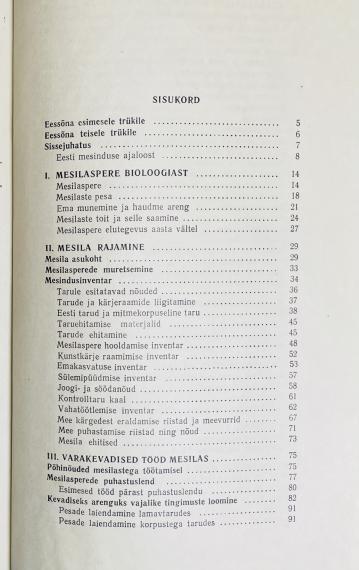 SISUKORD
Eessõna esimesele trükile .............................. 5
Eessõna teisele trükile ................................ 6
Sissejuhatus ........................................... 7
Eesti mesinduse ajaloost ............................... 8
I. MESILASPERE BIOLOOGIAST ............................. 14
Mesilaspere ............................................ 14
Mesilaste pesa ......................................... 18
Ema munemine ja haudme areng ........................... 21
Mesilaste toit ja selle saamine ........................ 24
Mesilaspere elutegevus aasta vältel .................... 27
II. MESILA RAJAMINE .................................... 29
Mesila asukoht ......................................... 29
Mesilasperede muretsemine .............................. 33
Mesindusinventar ....................................... 34
Tarule esitatavad nõuded ............................... 36
Tarude ja kärjeraamide liigitamine ..................... 37
Eesti tarud ja mitmekorpuseline taru ................... 38
Taruehitamise materjalid ............................... 45
Tarude ehitamine ....................................... 45
Mesilaspere hooldamise inventar ........................ 48
Kunstkärje raamimise inventar .......................... 52
Emakasvatuse inventar .................................. 53
Sülemipüüdmise inventar ................................ 57
Joogi- ja söödanõud .................................... 58
Kontrolltaru kaal ...................................... 61
Vahatöötlemise inventar ................................ 62
Mee kärgedest eraldamise riistad ja meevurrid .......... 67
Mee puhastamise riistad ning nõud ...................... 71
Mesila ehitised ........................................ 73
III. VARAKEVADISED TÖÖD MESILAS ........................ 75
Põhinõuded mesilastega töötamisel ...................... 75
Mesilasperede puhastuslend ............................. 77
Esimesed tööd pärast puhastuslendu ..................... 80
Kevadiseks arenguks vajalike tingimuste loomine ........ 82
Pesade laiendamine lamavtarudes ........................ 91
Pesade laiendamine korpustega tarudes .................. 91